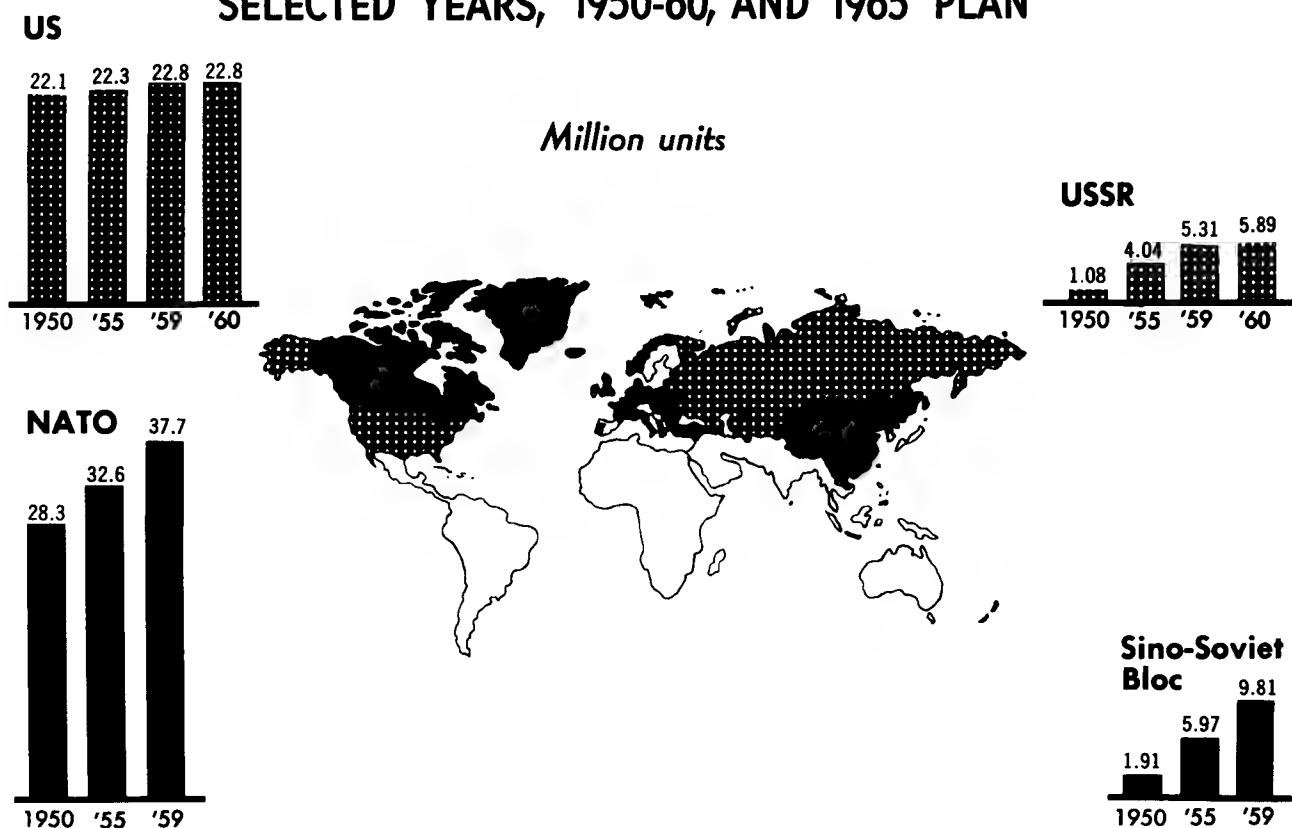 SELECTED YEARS, 1950-60, AND 1965 PLAN
US
22.1 22.3 22.8 22.8
1950 '55 '59 '60
Million units
USSR
1.08 4.04 5.31 5.89
1950 '55 '59 '60
NATO
28.3 32.6 37.7
1950 '55 '59
Sino-Soviet
Bloc
1.91 5.97 9.81
1950 '55 '59